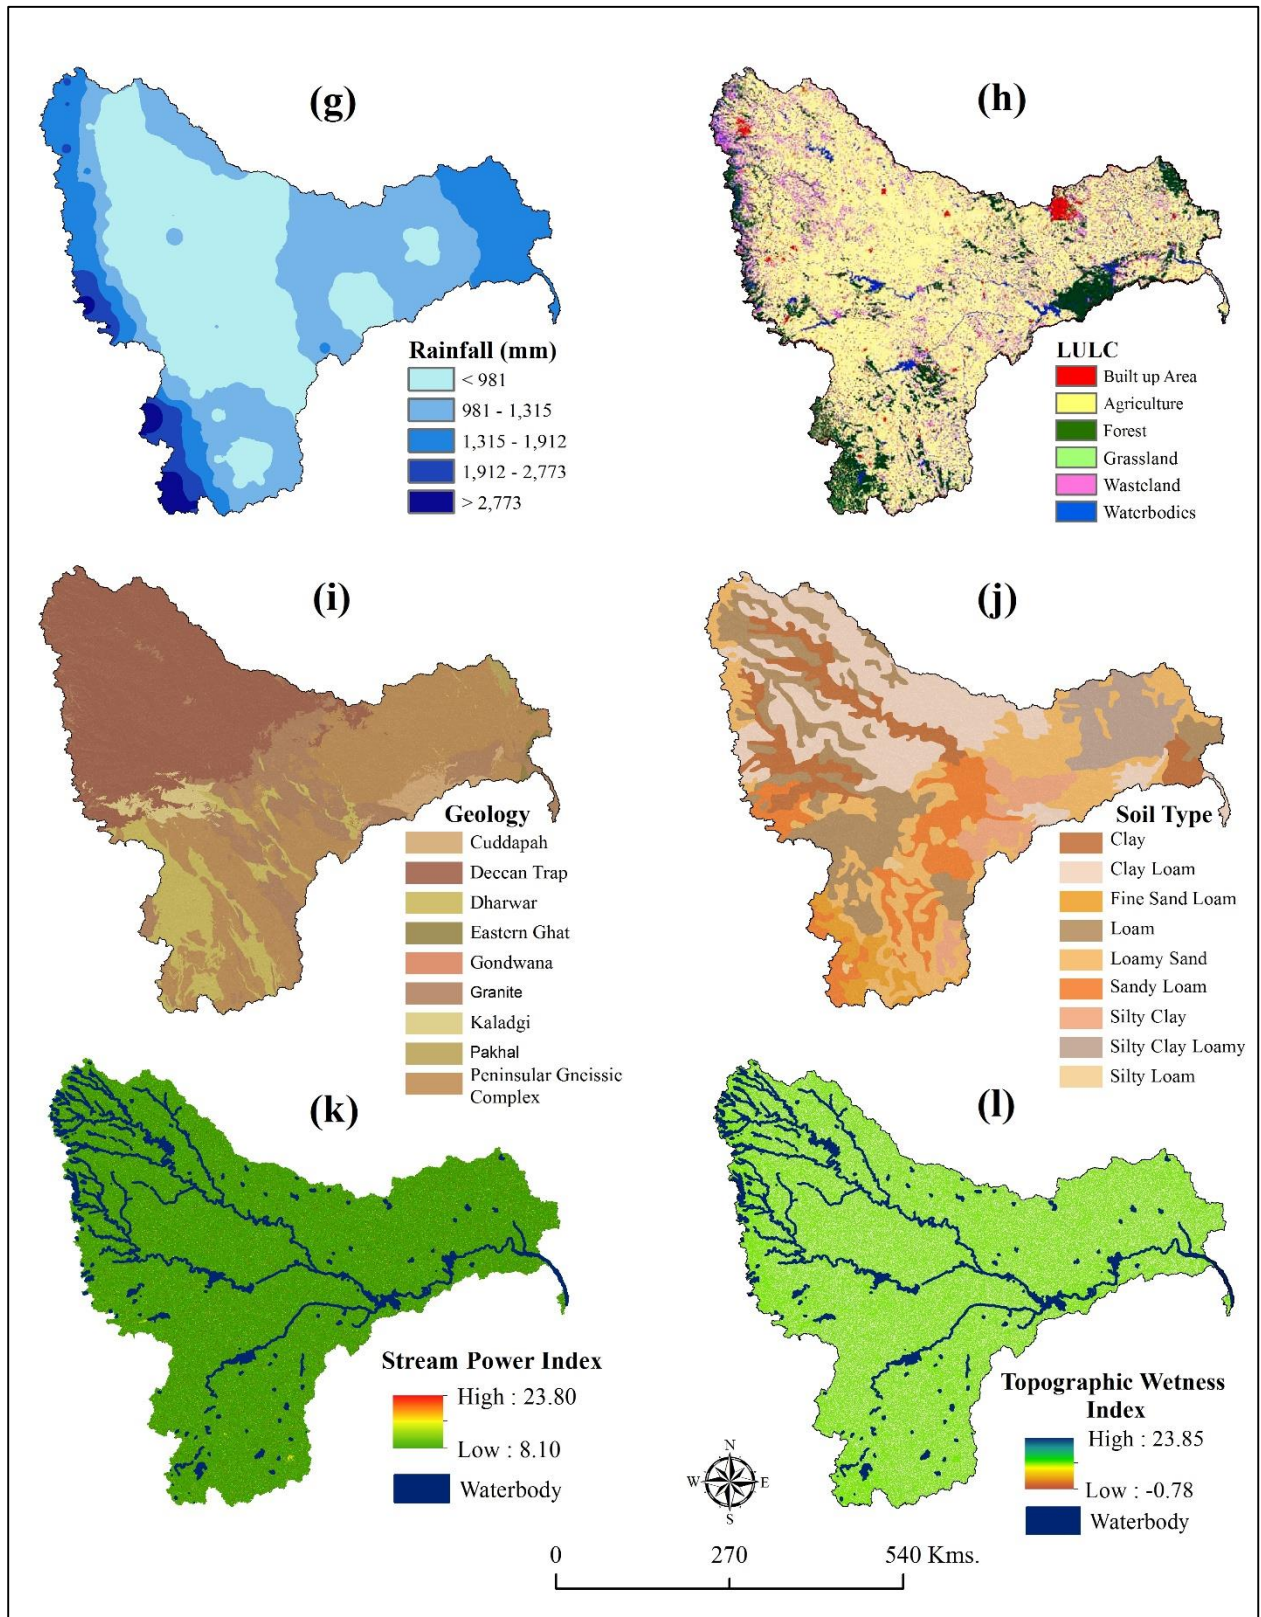 (g)
Rainfall (mm)
< 981
981 - 1,315
1,315 - 1,912
1,912 - 2,773
> 2,773
(h)
LULC
Built up Area
Agriculture
Forest
Grassland
Wasteland
Waterbodies
(i)
Geology
Cuddapah
Deccan Trap
Dharwar
Eastern Ghat
Gondwana
Granite
Kaladgi
Pakhal
Peninsular Gneissic
Complex
(j)
Soil Type
Clay
Clay Loam
Fine Sand Loam
Loam
Loamy Sand
Sandy Loam
Silty Clay
Silty Clay Loamy
Silty Loam
(k)
Stream Power Index
High : 23.80
Low : 8.10
Waterbody
(l)
Topographic Wetness
Index
High : 23.85
Low : -0.78
Waterbody
N
W E
S
0 270 540 Kms.